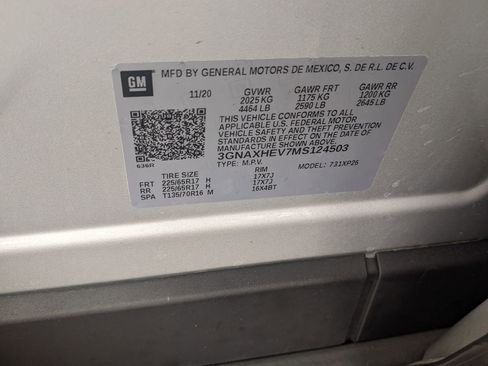 GM
MFD BY GENERAL MOTORS DE MEXICO, S. DE R.L. DE C.V.
11/20 GVWR GAWR FRT GAWR RR
2025 KG 1175 KG 1200 KG
4464 LB 2590 LB 2645 LB
THIS VEHICLE CONFORMS TO ALL
APPLICABLE U.S. FEDERAL MOTOR
VEHICLE SAFETY AND THEFT PREVENTION
STANDARDS IN EFFECT ON THE DATE OF
MANUFACTURE SHOWN ABOVE.
3GNAXHEV7MS124503
TYPE: M.P.V. MODEL: 731XP26
636R
TIRE SIZE RIM
FRT 225/65R17 H 17X7J
RR 225/65R17 H 17X7J
SPA T135/70R16 M 16X4BT